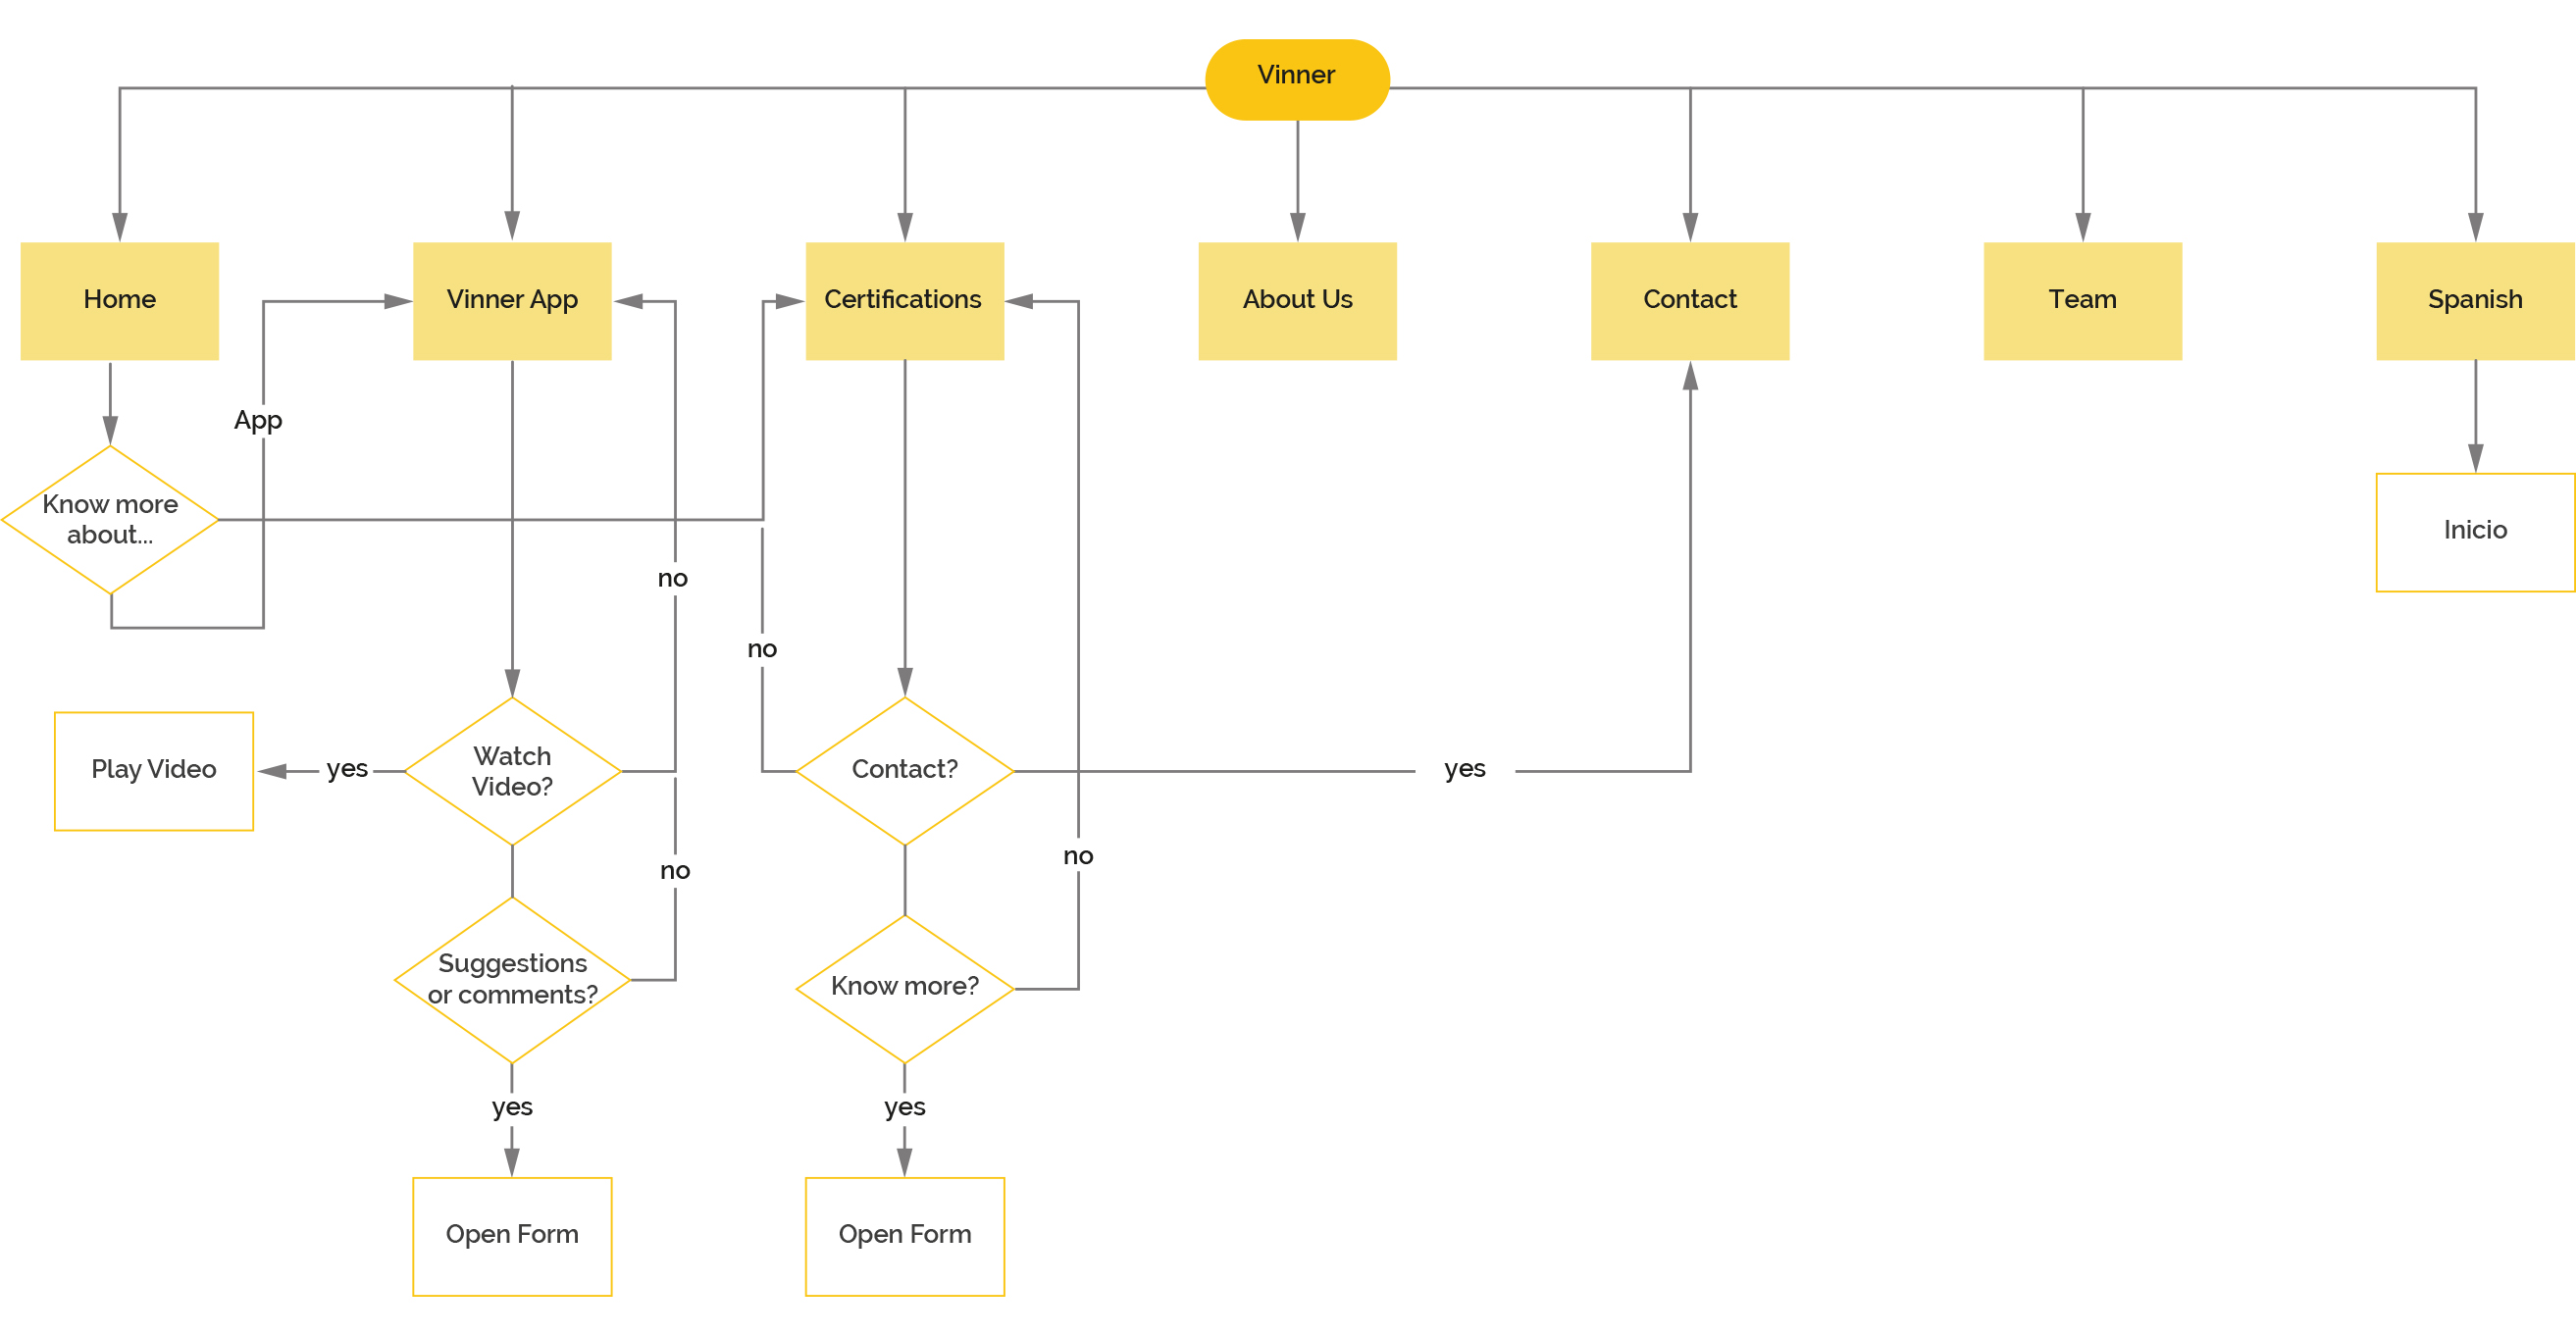 Vinner
Home
Vinner App
Certifications
About Us
Contact
Team
Spanish
App
Know more
about...
Inicio
no
no
Play Video
yes
Watch
Video?
Contact?
yes
no
no
Suggestions
or comments?
Know more?
yes
yes
Open Form
Open Form